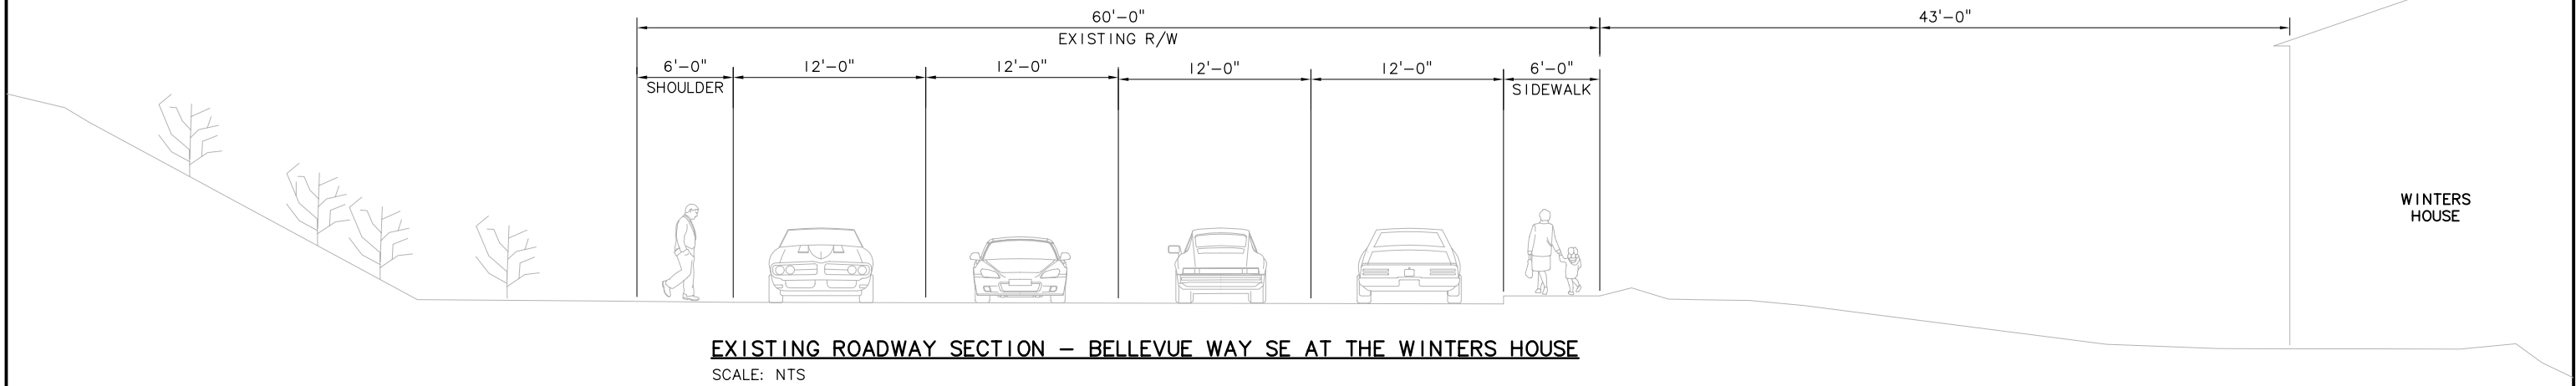 60'-0" 43'-0"
EXISTING R/W
6'-0" 12'-0" 12'-0" 12'-0" 12'-0" 6'-0"
SHOULDER SIDEWALK
WINTERS
HOUSE
EXISTING ROADWAY SECTION – BELLEVUE WAY SE AT THE WINTERS HOUSE
SCALE: NTS